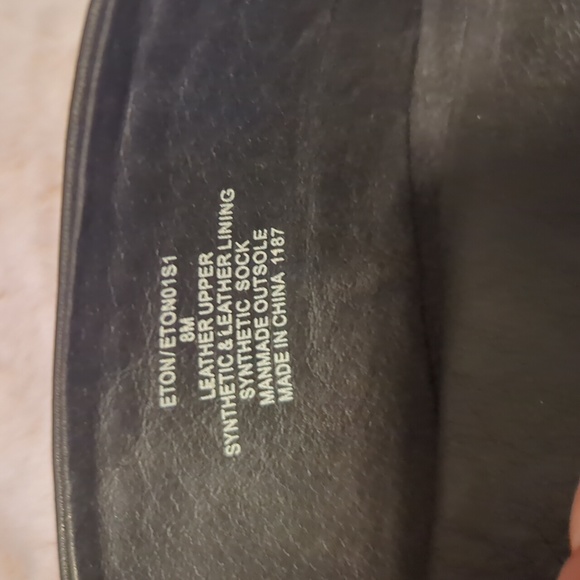 ETON/ETON01S1
8M
LEATHER UPPER
SYNTHETIC & LEATHER LINING
SYNTHETIC SOCK
MANMADE OUTSOLE
MADE IN CHINA 1187